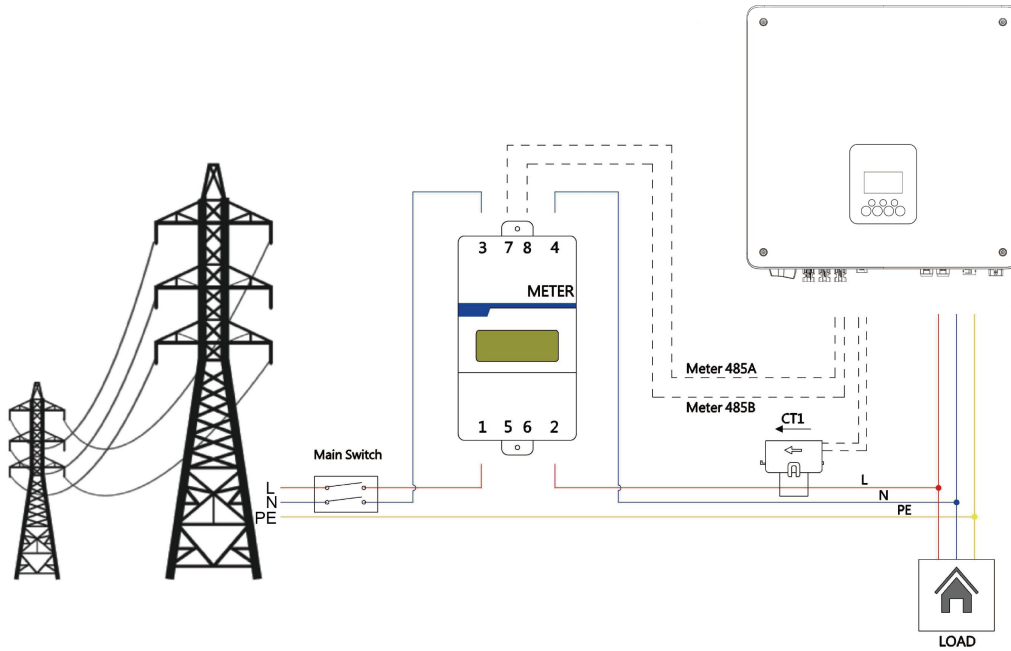 3 7 8 4
METER
Meter 485A
Meter 485B
1 5 6 2
CT1
Main Switch
L
N
PE
L
N
PE
LOAD